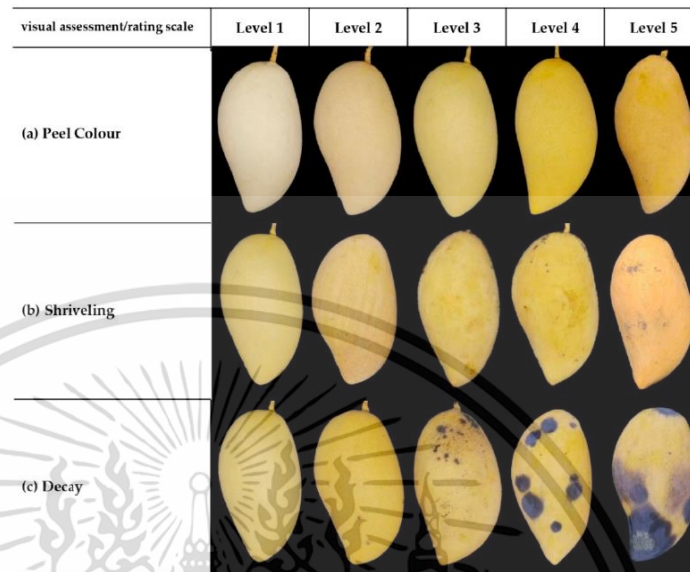 visual assessment/rating scale Level 1 Level 2 Level 3 Level 4 Level 5
(a) Peel Colour
(b) Shriveling
(c) Decay